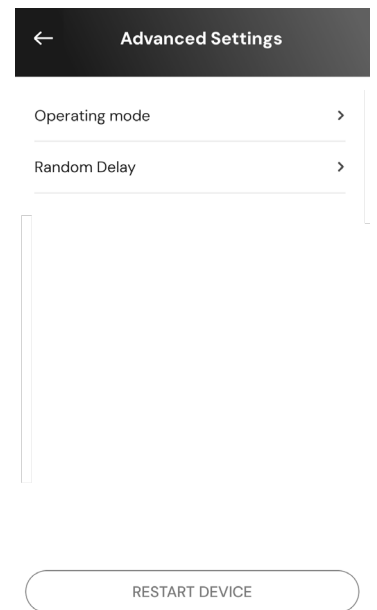 Advanced Settings
Operating mode
Random Delay
RESTART DEVICE